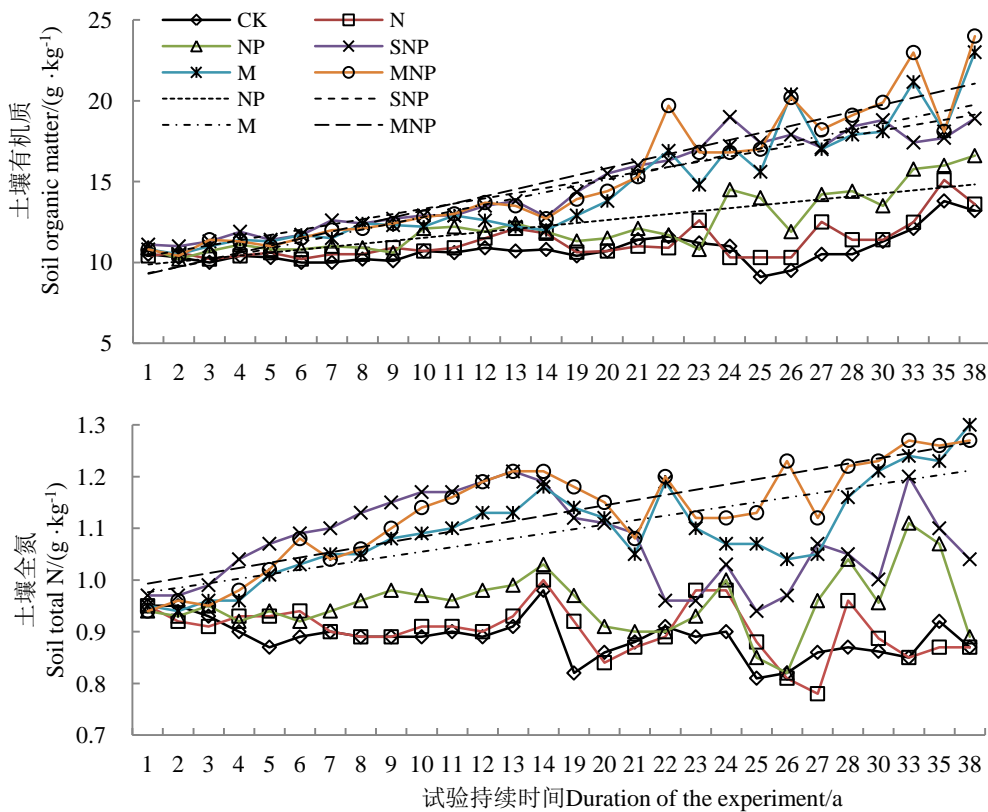 25
20
15
10
5
土壤有机质
Soil organic matter/(g ·kg⁻¹)
CK N
NP SNP
M MNP
NP SNP
M MNP
1 2 3 4 5 6 7 8 9 10 11 12 13 14 19 20 21 22 23 24 25 26 27 28 30 33 35 38
1.3
1.2
1.1
1.0
0.9
0.8
0.7
土壤全氮
Soil total N/(g ·kg⁻¹)
1 2 3 4 5 6 7 8 9 10 11 12 13 14 19 20 21 22 23 24 25 26 27 28 30 33 35 38
试验持续时间Duration of the experiment/a